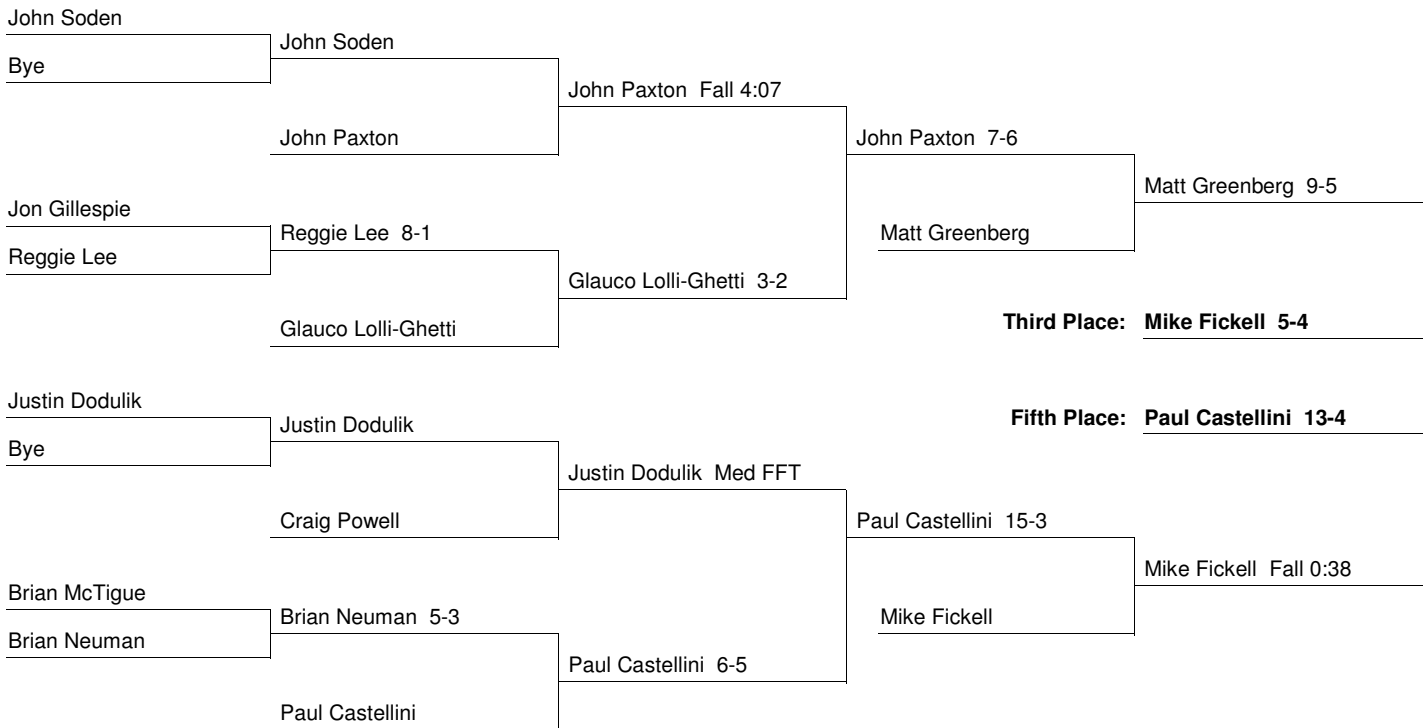 John Soden
John Soden
Bye
John Paxton  Fall 4:07
John Paxton
John Paxton  7-6
Matt Greenberg  9-5
Jon Gillespie
Reggie Lee  8-1
Matt Greenberg
Reggie Lee
Glauco Lolli-Ghetti  3-2
Glauco Lolli-Ghetti
Third Place:  Mike Fickell  5-4
Justin Dodulik
Justin Dodulik
Fifth Place:  Paul Castellini  13-4
Bye
Justin Dodulik  Med FFT
Craig Powell
Paul Castellini  15-3
Mike Fickell  Fall 0:38
Brian McTigue
Brian Neuman  5-3
Mike Fickell
Brian Neuman
Paul Castellini  6-5
Paul Castellini